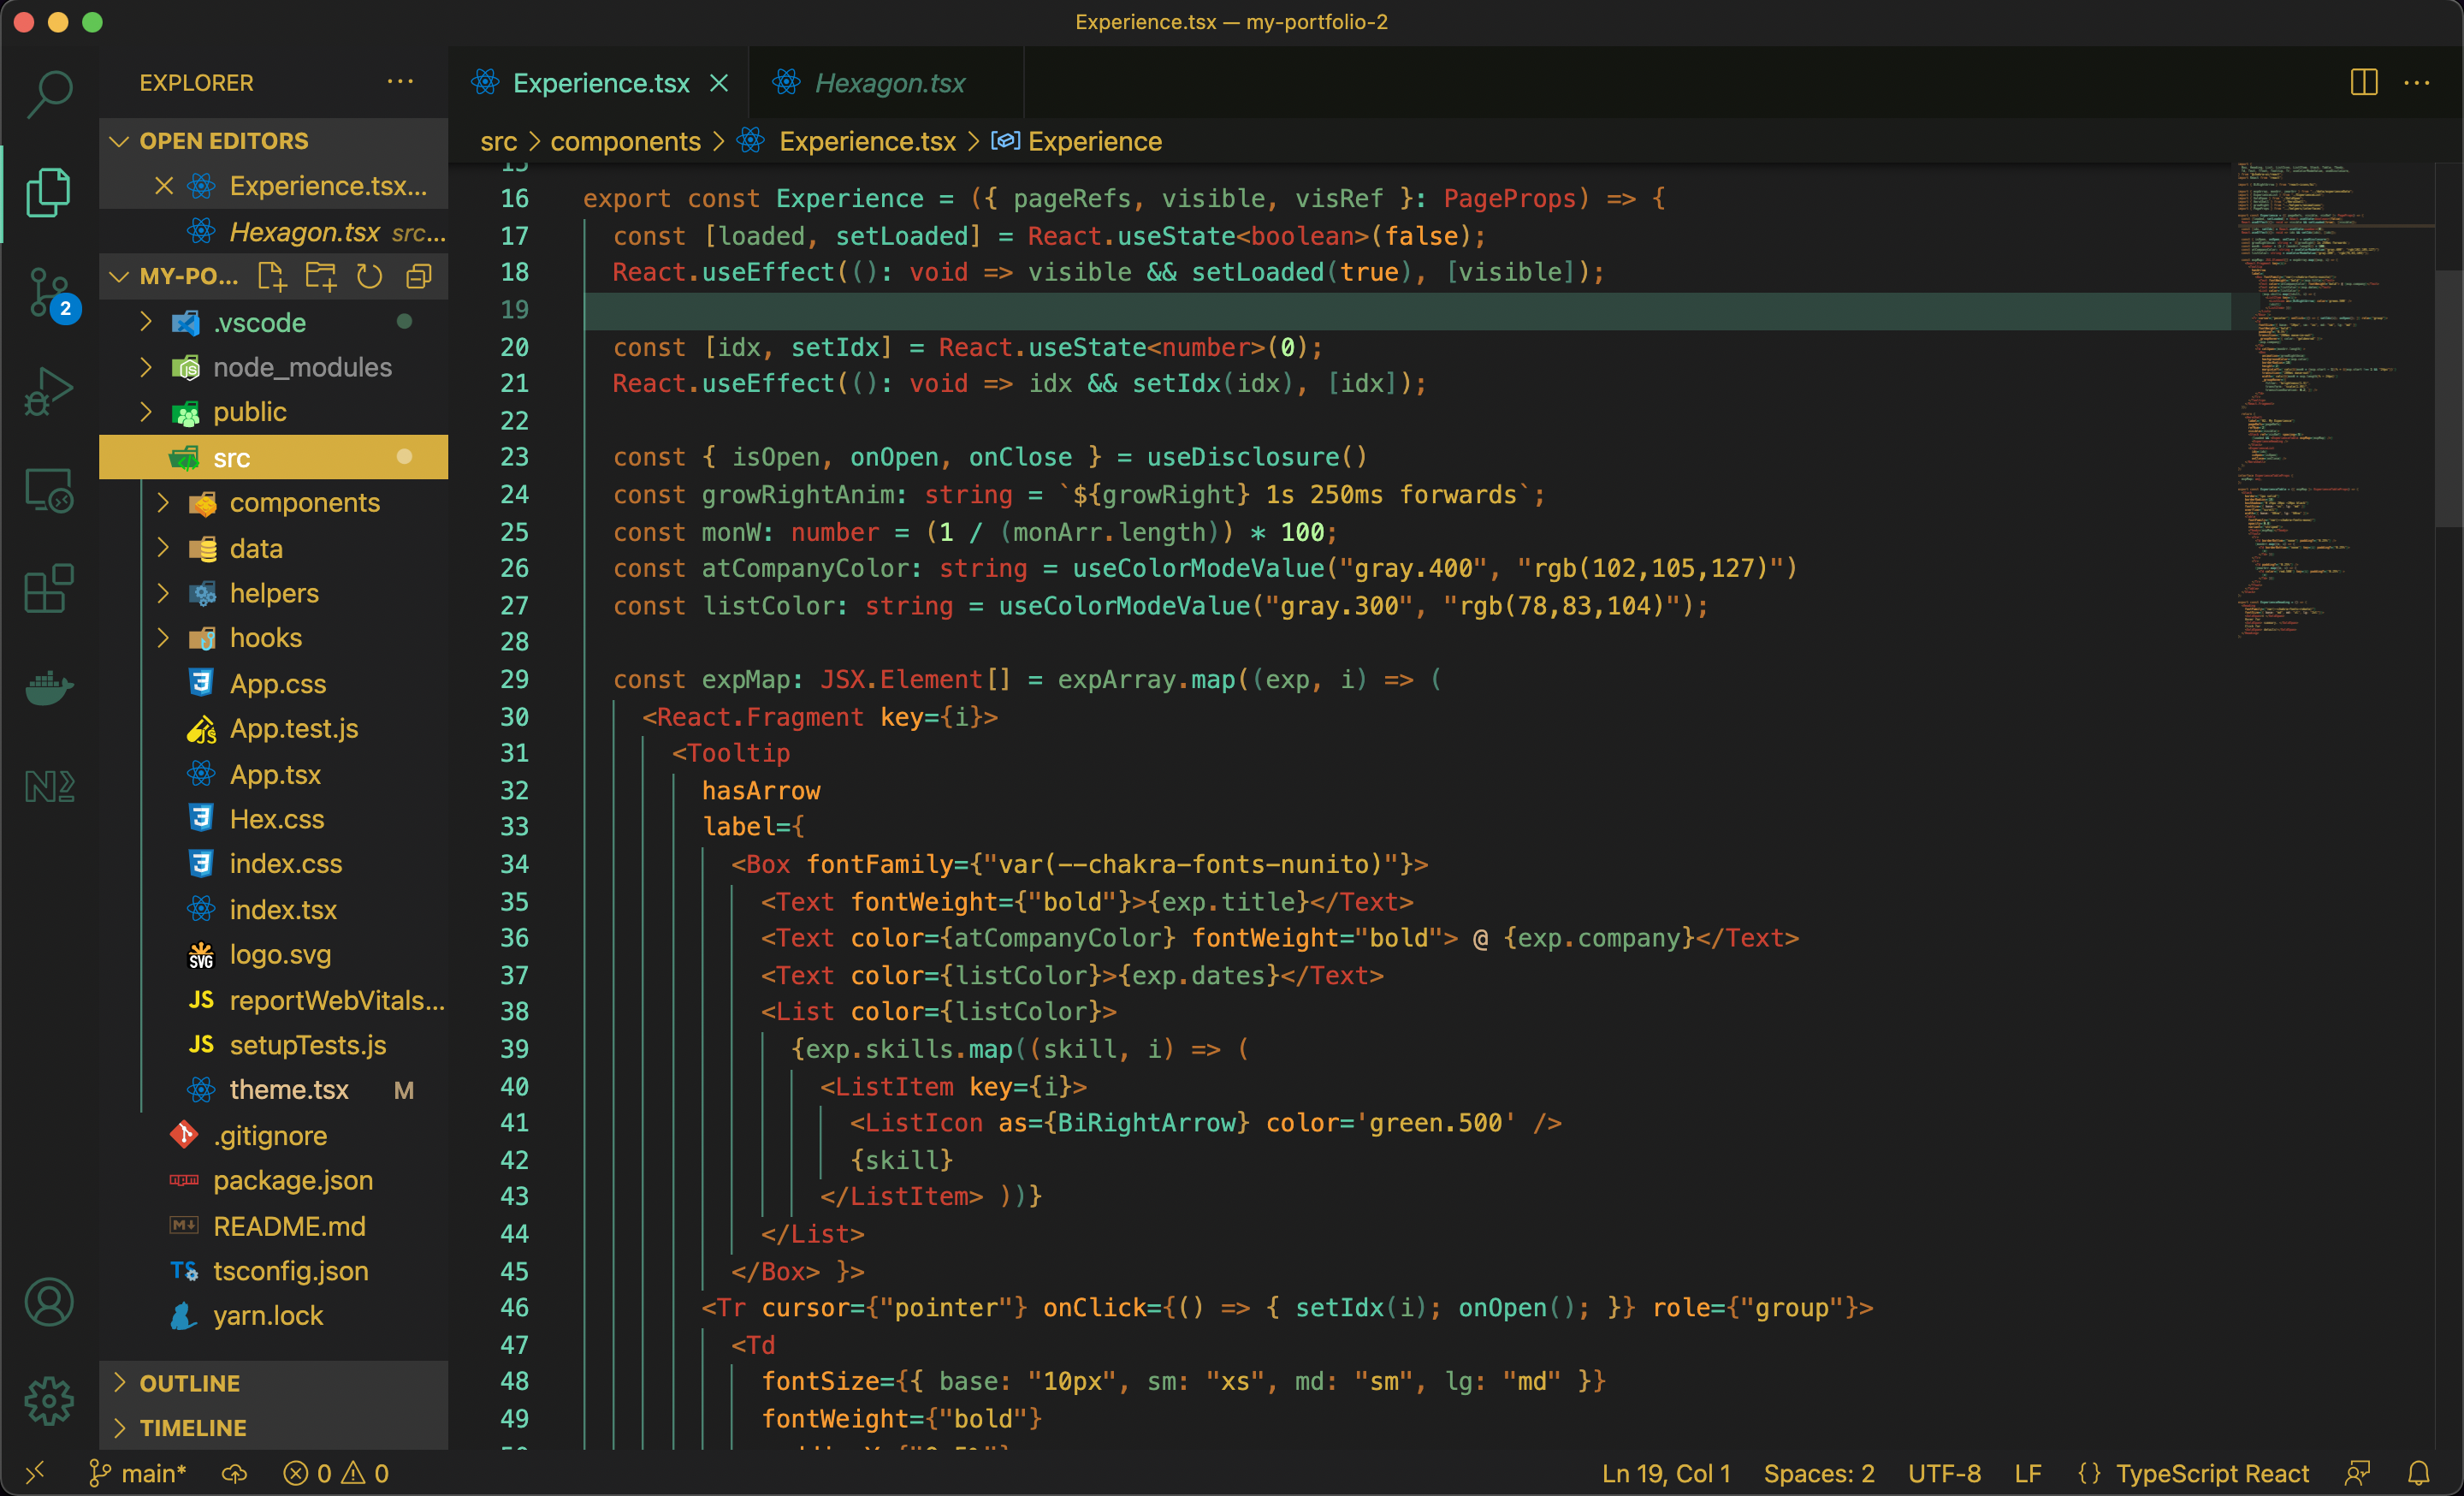 Experience.tsx — my-portfolio-2
EXPLORER
OPEN EDITORS
Experience.tsx...
Hexagon.tsx src...
MY-PO...
.vscode
node_modules
public
src
components
data
helpers
hooks
App.css
App.test.js
App.tsx
Hex.css
index.css
index.tsx
SVG logo.svg
JS reportWebVitals...
JS setupTests.js
theme.tsx M
.gitignore
package.json
README.md
TS tsconfig.json
yarn.lock
OUTLINE
TIMELINE
2
Experience.tsx
Hexagon.tsx
src > components > Experience.tsx > Experience
15
16 export const Experience = ({ pageRefs, visible, visRef }: PageProps) => {
17 const [loaded, setLoaded] = React.useState<boolean>(false);
18 React.useEffect((): void => visible && setLoaded(true), [visible]);
19
20 const [idx, setIdx] = React.useState<number>(0);
21 React.useEffect((): void => idx && setIdx(idx), [idx]);
22
23 const { isOpen, onOpen, onClose } = useDisclosure()
24 const growRightAnim: string = `${growRight} 1s 250ms forwards`;
25 const monW: number = (1 / (monArr.length)) * 100;
26 const atCompanyColor: string = useColorModeValue("gray.400", "rgb(102,105,127)")
27 const listColor: string = useColorModeValue("gray.300", "rgb(78,83,104)");
28
29 const expMap: JSX.Element[] = expArray.map((exp, i) => (
30 <React.Fragment key={i}>
31 <Tooltip
32 hasArrow
33 label={
34 <Box fontFamily={"var(--chakra-fonts-nunito)"}>
35 <Text fontWeight={"bold"}>{exp.title}</Text>
36 <Text color={atCompanyColor} fontWeight="bold"> @ {exp.company}</Text>
37 <Text color={listColor}>{exp.dates}</Text>
38 <List color={listColor}>
39 {exp.skills.map((skill, i) => (
40 <ListItem key={i}>
41 <ListIcon as={BiRightArrow} color='green.500' />
42 {skill}
43 </ListItem> ))}
44 </List>
45 </Box> }>
46 <Tr cursor={"pointer"} onClick={() => { setIdx(i); onOpen(); }} role={"group"}>
47 <Td
48 fontSize={{ base: "10px", sm: "xs", md: "sm", lg: "md" }}
49 fontWeight={"bold"}
main* 0 0
Ln 19, Col 1 Spaces: 2 UTF-8 LF {} TypeScript React